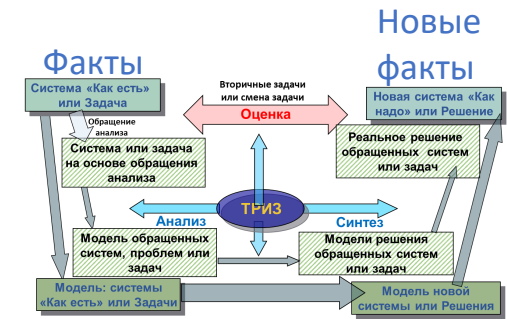 Факты
Новые
факты
Система «Как есть»
или Задача
Вторичные задачи
или смена задачи
Оценка
Новая система «Как
надо» или Решение
Обращение
анализа
Система или задача
на основе обращения
анализа
Реальное решение
обращенных систем
или задач
ТРИЗ
Анализ
Синтез
Модель обращенных
систем, проблем или
задач
Модели решения
обращенных систем
или задач
Модель: системы
«Как есть» или Задачи
Модель новой
системы или Решения